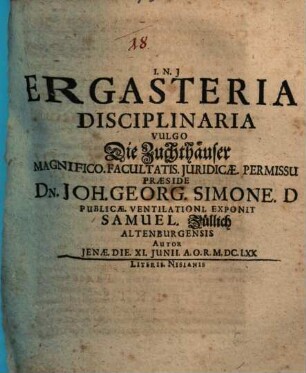 18
I. N. J
ERGASTERIA
DISCIPLINARIA
VULGO
Die Zuchthäuser
MAGNIFICO. FACULTATIS. JURIDICÆ. PERMISSU
PRÆSIDE
DN. JOH. GEORG. SIMONE. D
PUBLICÆ. VENTILATIONI. EXPONIT
SAMUEL. Züllich
ALTENBURGENSIS
AUTOR
JENÆ. DIE. XI. JUNII. A. O. R. M. DC. LXX
LITERIS. NISIANIS